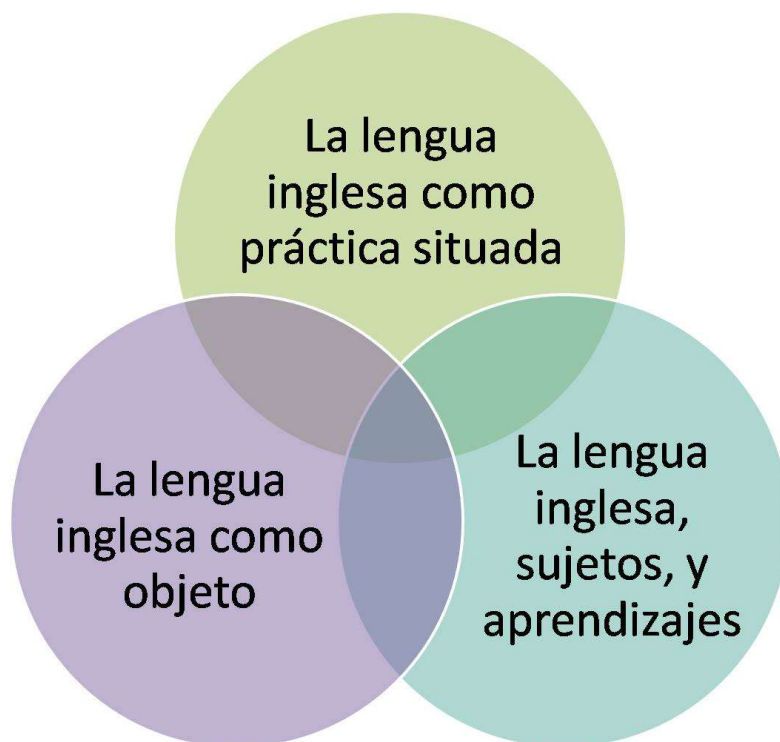 La lengua
inglesa como
práctica situada
La lengua
inglesa como
objeto
La lengua
inglesa,
sujetos, y
aprendizajes